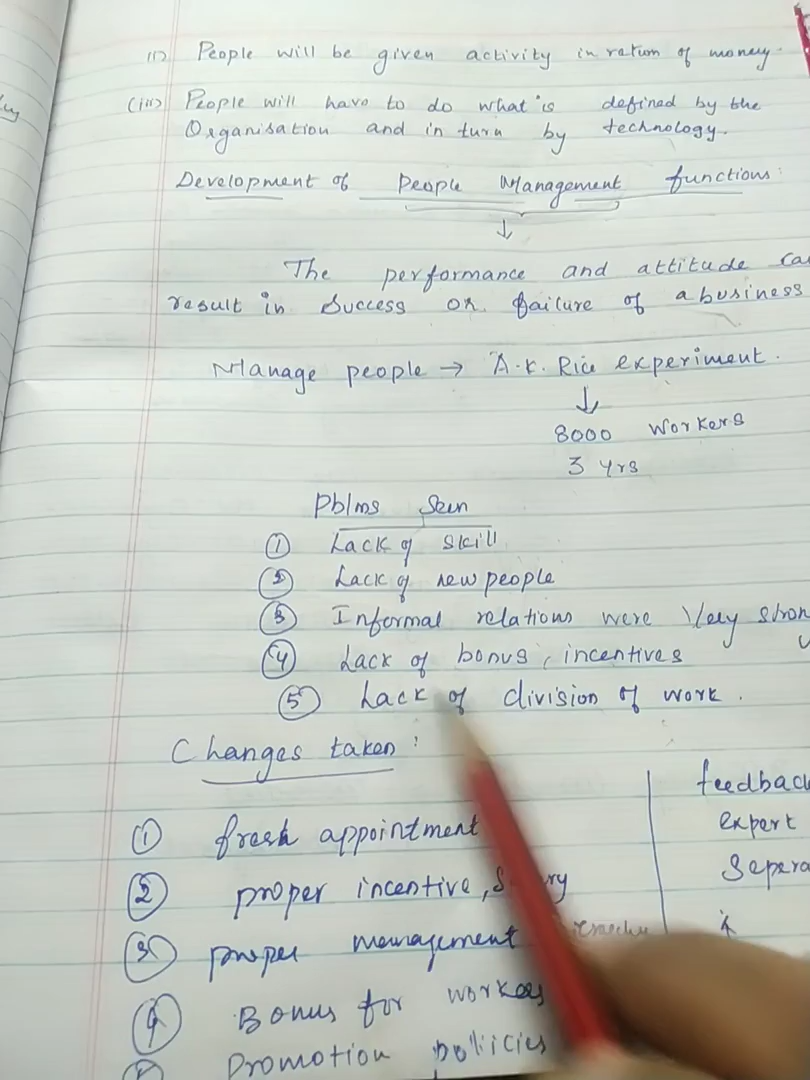 (ii) People will be given activity in return of money.
(iii) People will have to do what is defined by the
Organisation and in turn by technology.
Development of People Management functions:
The performance and attitude ca
result in success or failure of a business
Manage people → A.K. Rice experiment.
8000 workers
3 yrs
Pblms seen
① Lack of skill
② Lack of new people
③ Informal relations were very stron
④ Lack of bonus, incentives
⑤ Lack of division of work.
Changes taken:
① fresh appointment
② proper incentive,
③ proper management
④ Bonus for workers
Promotion policies
feedbac
expert
Sepera